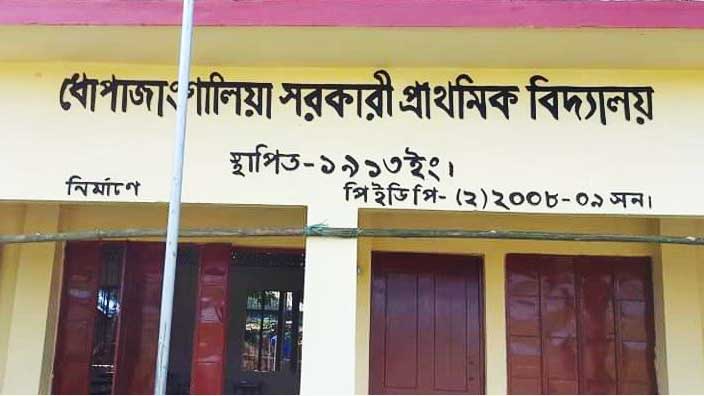 ধোপাজাংগালিয়া সরকারী প্রাথমিক বিদ্যালয়
স্থাপিত-১৯১৩ইং।
নির্মাণে পিইডিপি-(২)২০০৮-০৯ সন।